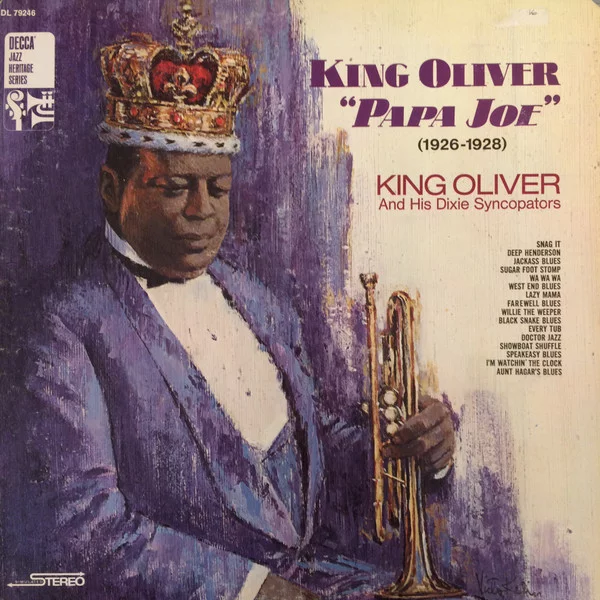 DL 79246
DECCA
JAZZ
HERITAGE
SERIES
KING OLIVER
"PAPA JOE"
(1926-1928)
KING OLIVER
And His Dixie Syncopators
SNAG IT
DEEP HENDERSON
JACKASS BLUES
SUGAR FOOT STOMP
WA WA WA
WEST END BLUES
LAZY MAMA
FAREWELL BLUES
WILLIE THE WEEPER
BLACK SNAKE BLUES
EVERY TUB
DOCTOR JAZZ
SHOWBOAT SHUFFLE
SPEAKEASY BLUES
I'M WATCHIN' THE CLOCK
AUNT HAGAR'S BLUES
STEREO